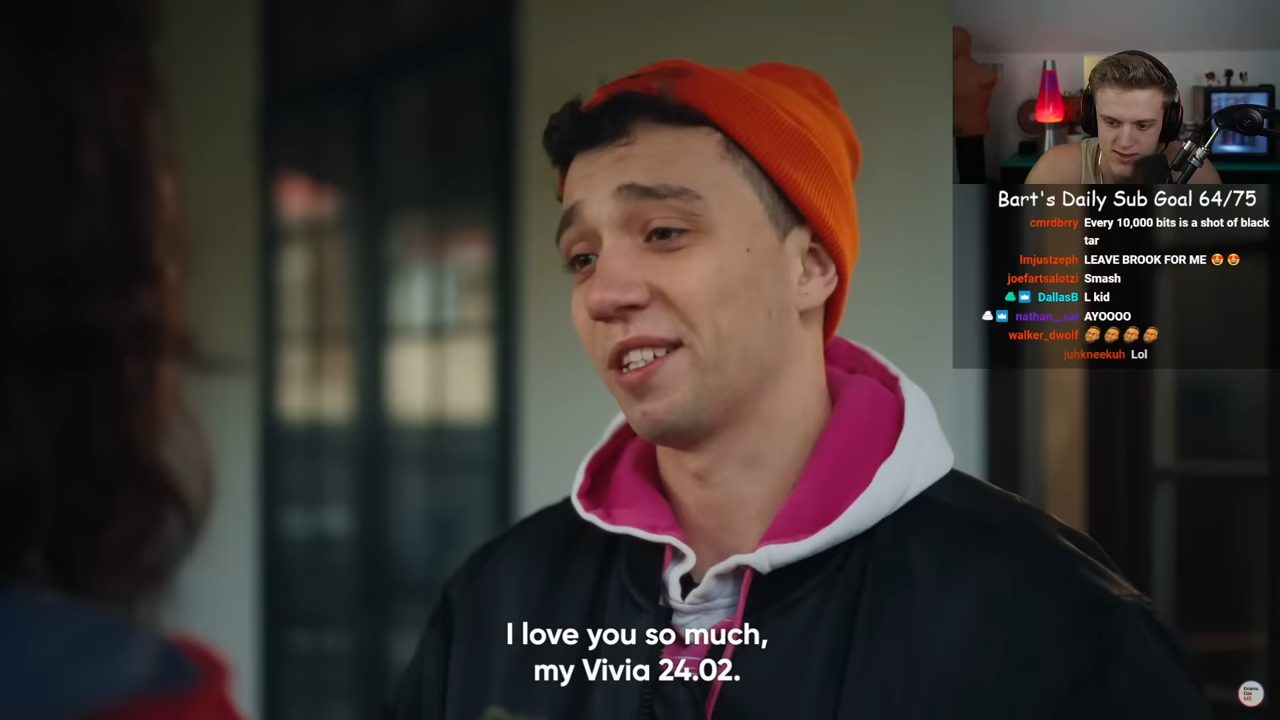 Bart's Daily Sub Goal 64/75
cmrdbrry Every 10,000 bits is a shot of black
tar
lmjustzeph LEAVE BROOK FOR ME 😍 😍
joefartsalotzi Smash
DallasB L kid
nathan__sal AYOOOO
walker_dwolf
juhkneekuh Lol
I love you so much,
my Vivia 24.02.